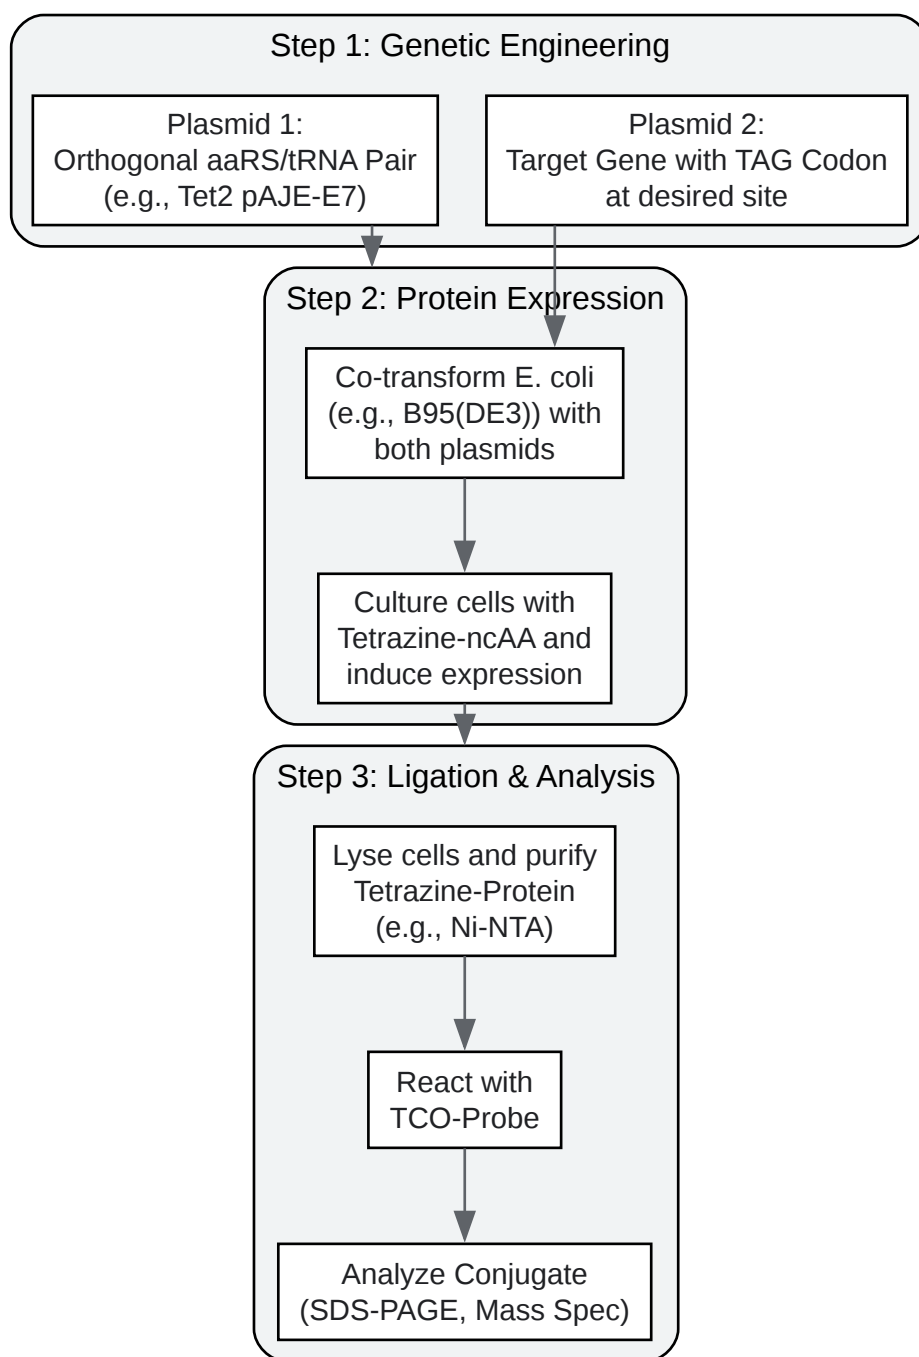 Step 1: Genetic Engineering
Plasmid 1:
Orthogonal aaRS/tRNA Pair
(e.g., Tet2 pAJE-E7)
Plasmid 2:
Target Gene with TAG Codon
at desired site
Step 2: Protein Expression
Co-transform E. coli
(e.g., B95(DE3)) with
both plasmids
Culture cells with
Tetrazine-ncAA and
induce expression
Step 3: Ligation & Analysis
Lyse cells and purify
Tetrazine-Protein
(e.g., Ni-NTA)
React with
TCO-Probe
Analyze Conjugate
(SDS-PAGE, Mass Spec)